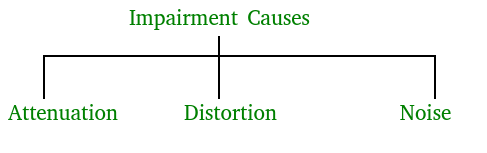 Impairment Causes
Attenuation
Distortion
Noise